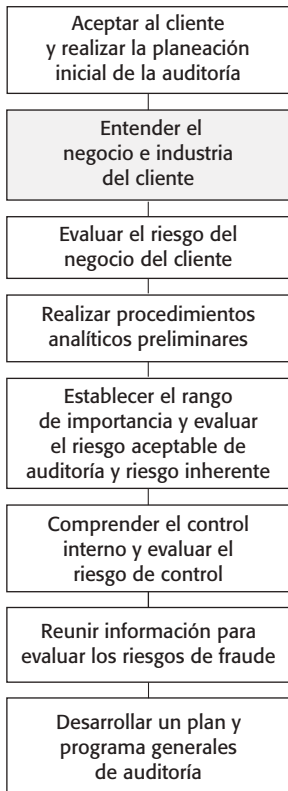 Aceptar al cliente
y realizar la planeación
inicial de la auditoría
Entender el
negocio e industria
del cliente
Evaluar el riesgo del
negocio del cliente
Realizar procedimientos
analíticos preliminares
Establecer el rango
de importancia y evaluar
el riesgo aceptable de
auditoría y riesgo inherente
Comprender el control
interno y evaluar el
riesgo de control
Reunir información para
evaluar los riesgos de fraude
Desarrollar un plan y
programa generales
de auditoría